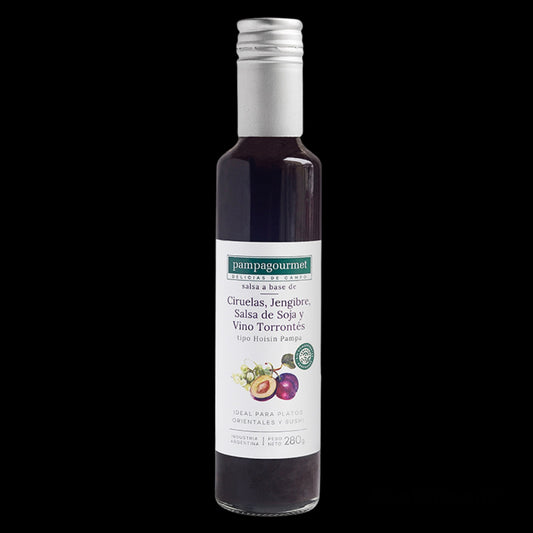 pampagourmet
DELICIAS DE CAMPO
salsa a base de
Ciruelas, Jengibre,
Salsa de Soja y
Vino Torrontés
tipo Hoisin Pampa
IDEAL PARA PLATOS
ORIENTALES Y SUSHI
INDUSTRIA
ARGENTINA
PESO
NETO
280g